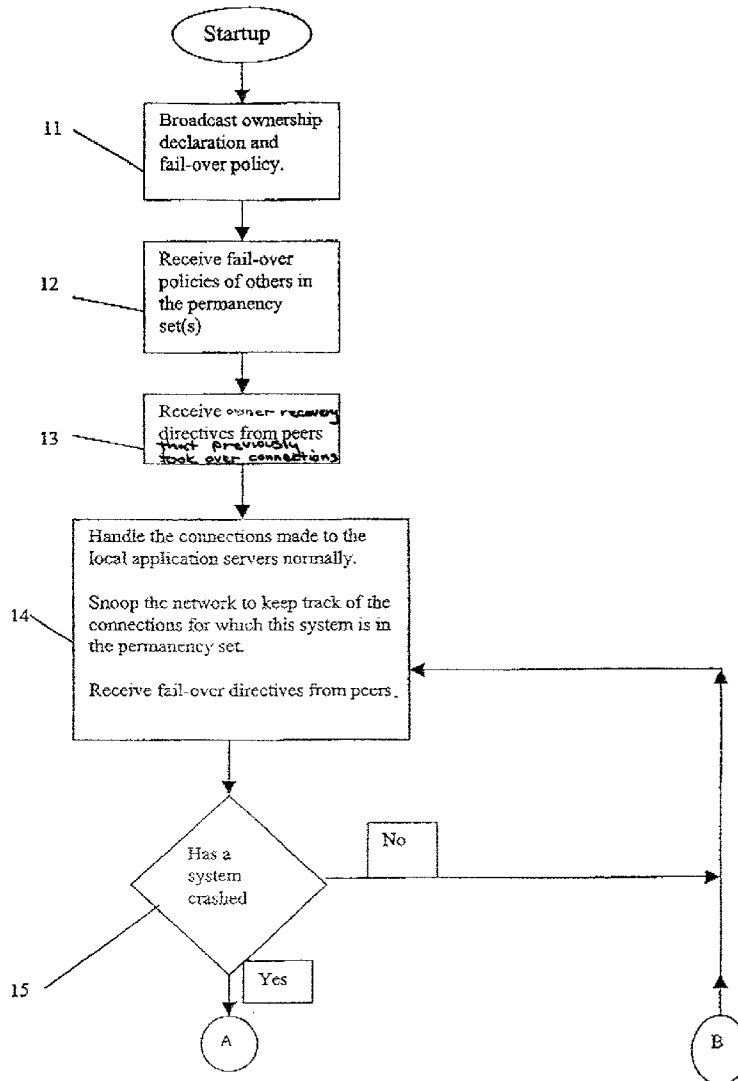 Startup
11
Broadcast ownership
declaration and
fail-over policy.
12
Receive fail-over
policies of others in
the permanency
set(s)
13
Receive owner recovery
directives from peers
that previously
took over connections
Handle the connections made to the
local application servers normally.
14
Snoop the network to keep track of the
connections for which this system is in
the permanency set.
Receive fail-over directives from peers.
Has a
system
crashed
No
15
Yes
A
B